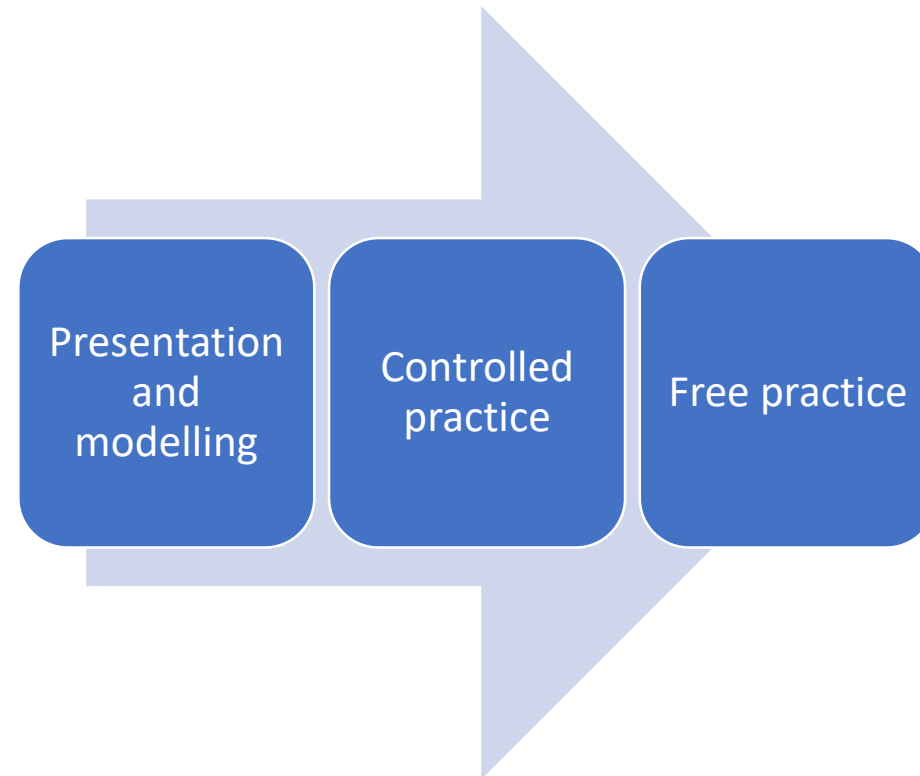 Presentation
and
modelling
Controlled
practice
Free practice